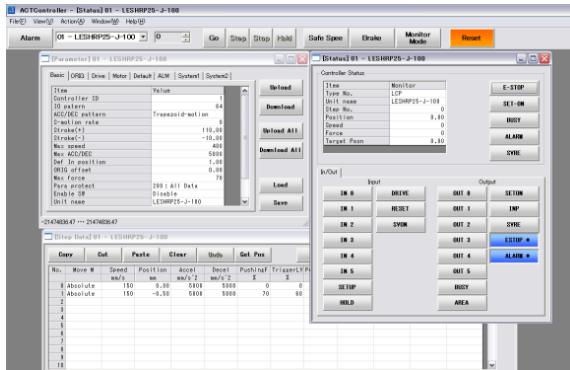 ACTController - [Status] 01 - LESHRP25-J-100
File(F) View(V) Action(A) Window(W) Help(H)
Alarm 01 - LESHRP25-J-100 0 Go Step Stop Hold Safe Spee Brake Monitor Mode Reset
[Parameter] 01 - LESHRP25-J-100
Basic ORIG Drive Motor Default ALM System1 System2
Item Value
Controller ID 1
IO patern 64
ACC/DEC pattern Trapezoid-motion
S-motion rate 0
Stroke(+) 110.00
Stroke(-) -10.00
Max speed 400
Max ACC/DEC 5000
Def In position 1.00
ORIG offset 0.00
Max force 70
Para protect 200 : All Data
Enable SW Disable
Unit name LESHRP25-J-100
Upload
Download
Upload All
Download All
Load
Save
-2147483647 --- 2147483647
[Step Data] 01 - LESHRP25-J-100
Copy Cut Paste Clear Undo Get Pos
No. Move M Speed Position Accel Decel PushingF TriggerLV
mm/s mm mm/s^2 mm/s^2 % %
0 Absolute 150 0.00 5000 5000 0 0
1 Absolute 150 -0.50 5000 5000 70 60
2
3
4
5
6
7
8
9
10
[Status] 01 - LESHRP25-J-100
Controller Status
Item Monitor
Type No. LCP
Unit name LESHRP25-J-100
Step No. 0
Position 0.00
Speed 0
Force 0
Target Posn 0.00
E-STOP
SET-ON
BUSY
ALARM
SVRE
In/Out
Input Output
IN 0 DRIVE OUT 0 SETON
IN 1 RESET OUT 1 INP
IN 2 SVON OUT 2 SVRE
IN 3 OUT 3 ESTOP *
IN 4 OUT 4 ALARM *
IN 5 OUT 5
SETUP BUSY
HOLD AREA